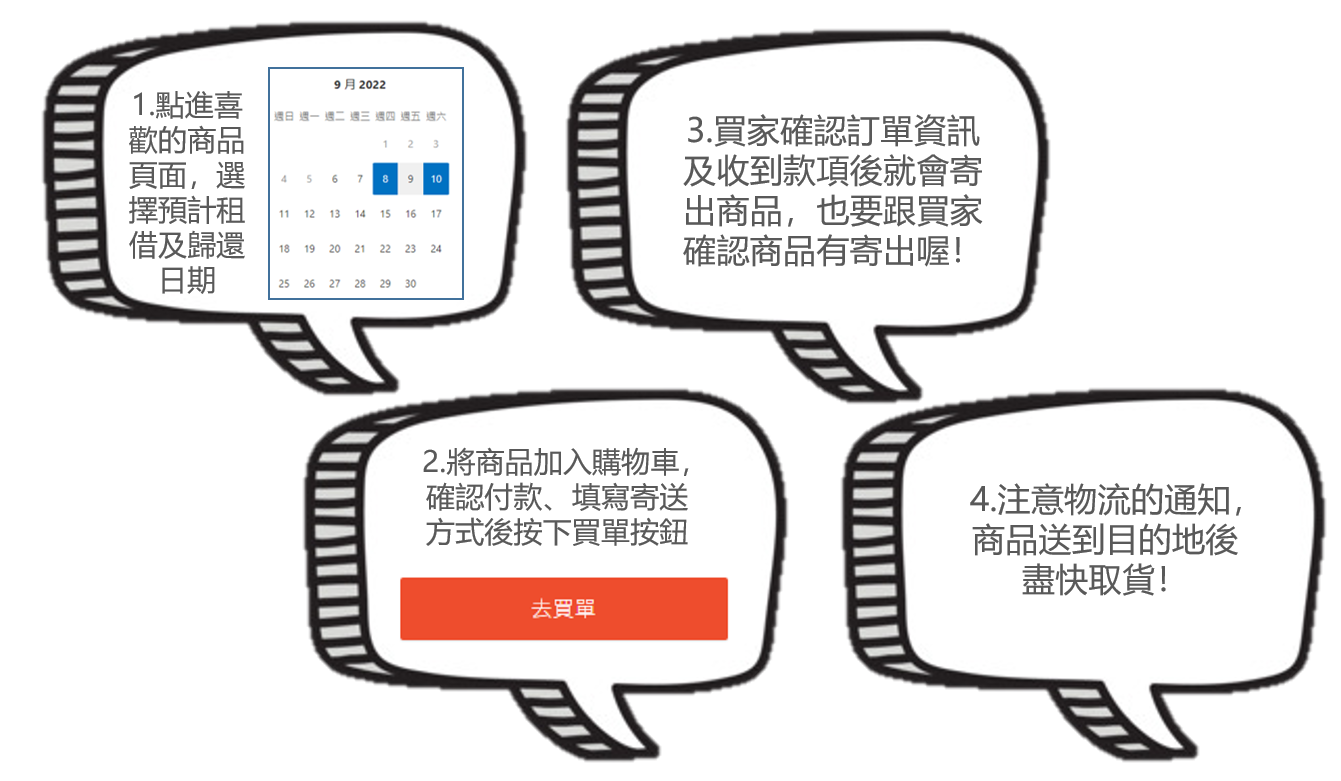 1.點進喜
歡的商品
頁面，選
擇預計租
借及歸還
日期
9 月 2022
週日 週一 週二 週三 週四 週五 週六
1 2 3
4 5 6 7 8 9 10
11 12 13 14 15 16 17
18 19 20 21 22 23 24
25 26 27 28 29 30
2.將商品加入購物車，
確認付款、填寫寄送
方式後按下買單按鈕
去買單
3.買家確認訂單資訊
及收到款項後就會寄
出商品，也要跟買家
確認商品有寄出喔！
4.注意物流的通知，
商品送到目的地後
盡快取貨！